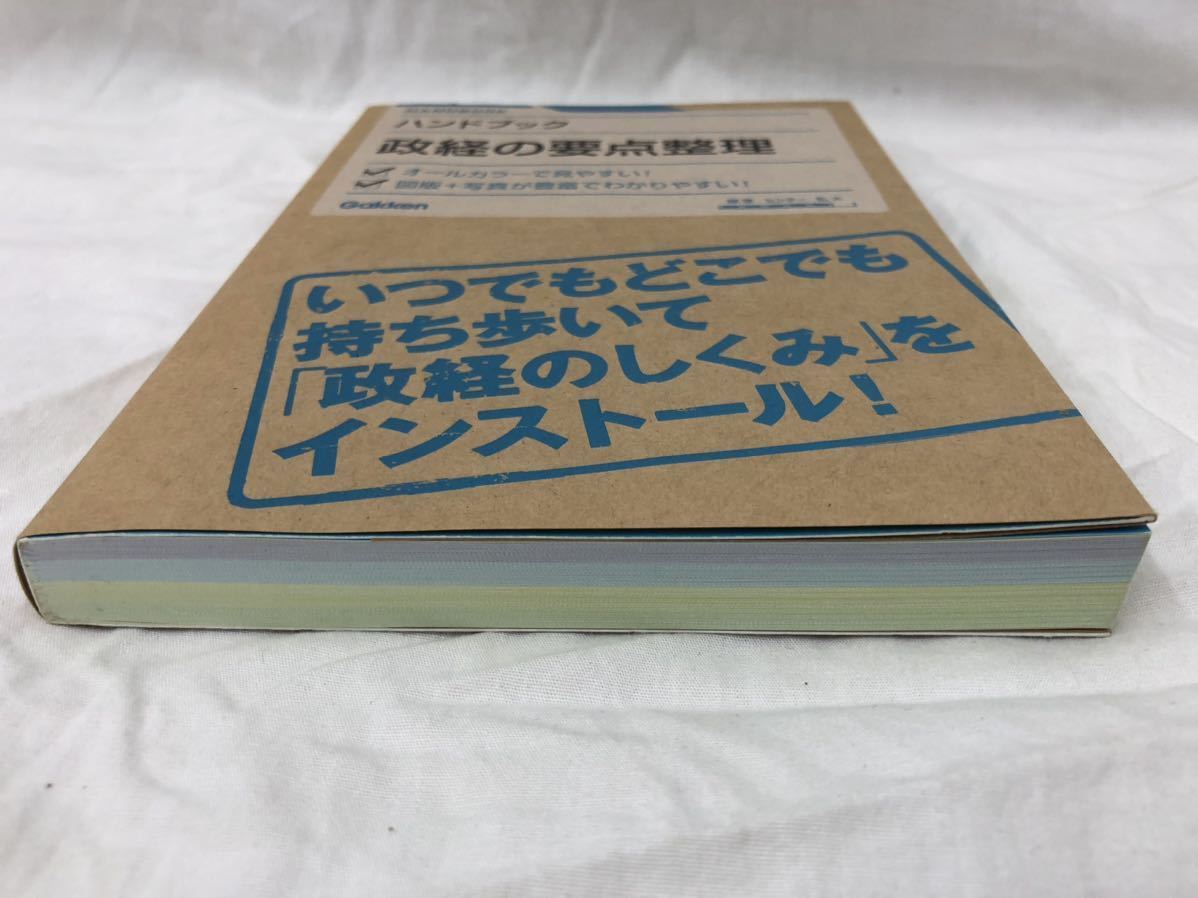 ハンドブック
政経の要点整理
オールカラーで見やすい!
図版+写真が豊富でわかりやすい!
Gakken
いつでもどこでも
持ち歩いて
「政経のしくみ」を
インストール!